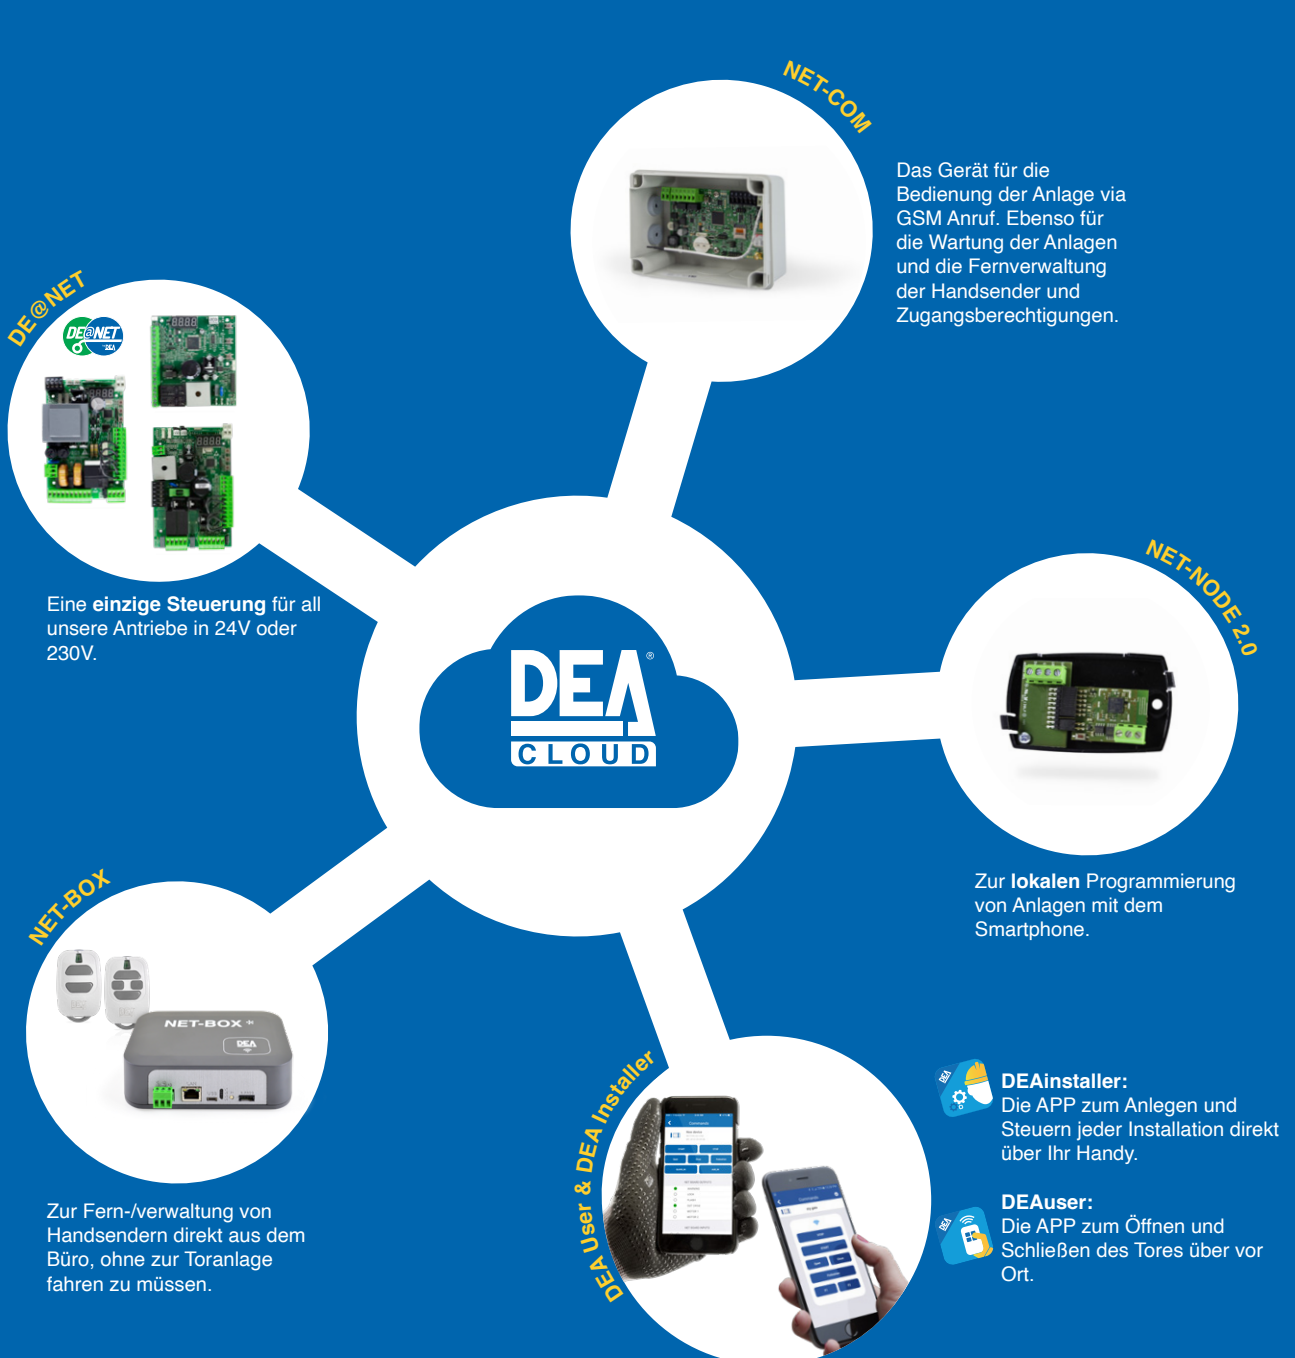 NET-COM
Das Gerät für die
Bedienung der Anlage via
GSM Anruf. Ebenso für
die Wartung der Anlagen
und die Fernverwaltung
der Handsender und
Zugangsberechtigungen.
DE@NET
DE@NET
DEA
Eine einzige Steuerung für all
unsere Antriebe in 24V oder
230V.
NET-NODE 2.0
Zur lokalen Programmierung
von Anlagen mit dem
Smartphone.
DEA®
CLOUD
NET-BOX
NET-BOX
DEA
Zur Fern-/verwaltung von
Handsendern direkt aus dem
Büro, ohne zur Toranlage
fahren zu müssen.
DEA User & DEA Installer
Commands
Commands
DEA
DEAinstaller:
Die APP zum Anlegen und
Steuern jeder Installation direkt
über Ihr Handy.
DEA
DEAuser:
Die APP zum Öffnen und
Schließen des Tores über vor
Ort.